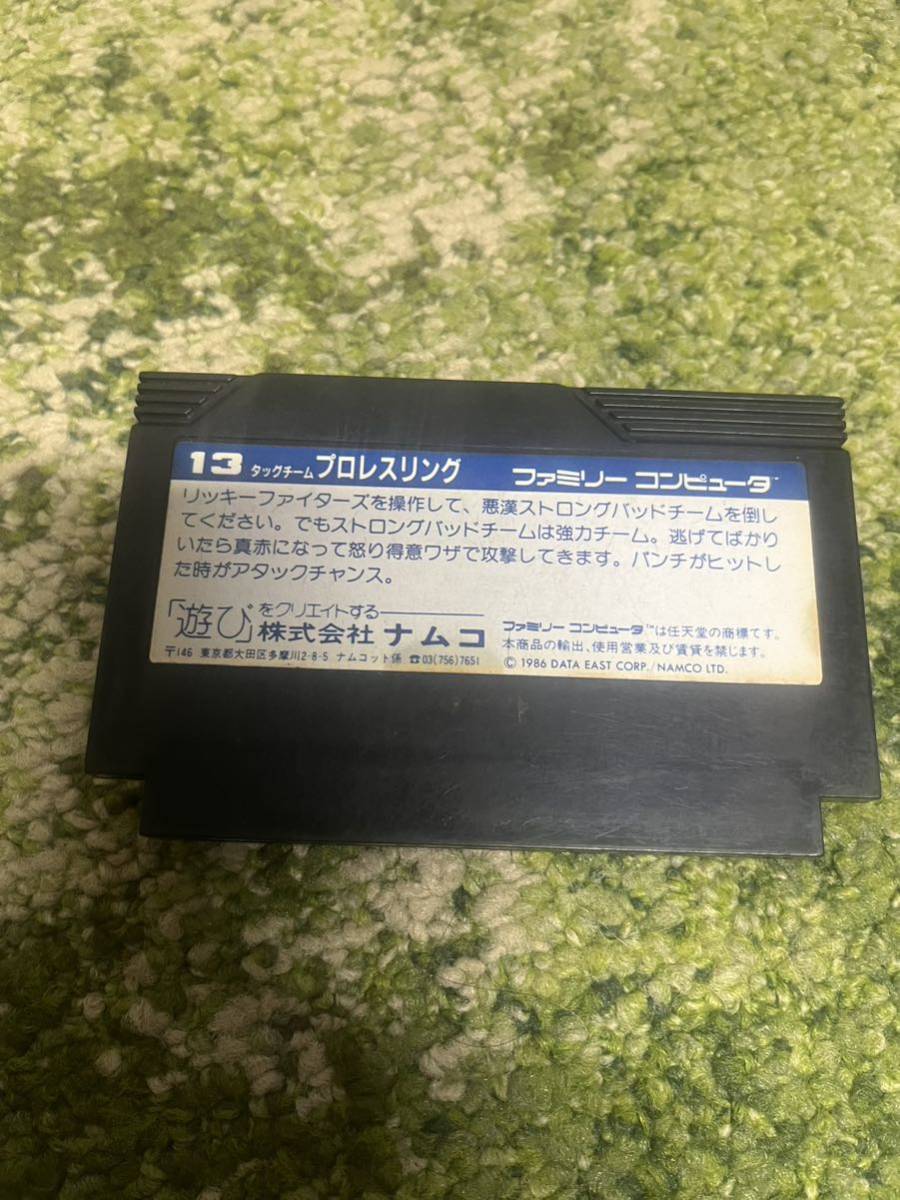 13 タッグチーム プロレスリング ファミリー コンピュータ™
リッキーファイターズを操作して、悪漢ストロングバッドチームを倒し
てください。でもストロングバッドチームは強力チーム。逃げてばかり
いたら真赤になって怒り得意ワザで攻撃してきます。パンチがヒットし
た時がアタックチャンス。
「遊び」をクリエイトする
株式会社 ナムコ
〒146 東京都大田区多摩川2-8-5 ナムコット係 ☎03(756)7651
ファミリー コンピュータ™は任天堂の商標です。
本商品の輸出、使用営業及び賃貸を禁じます。
© 1986 DATA EAST CORP./NAMCO LTD.